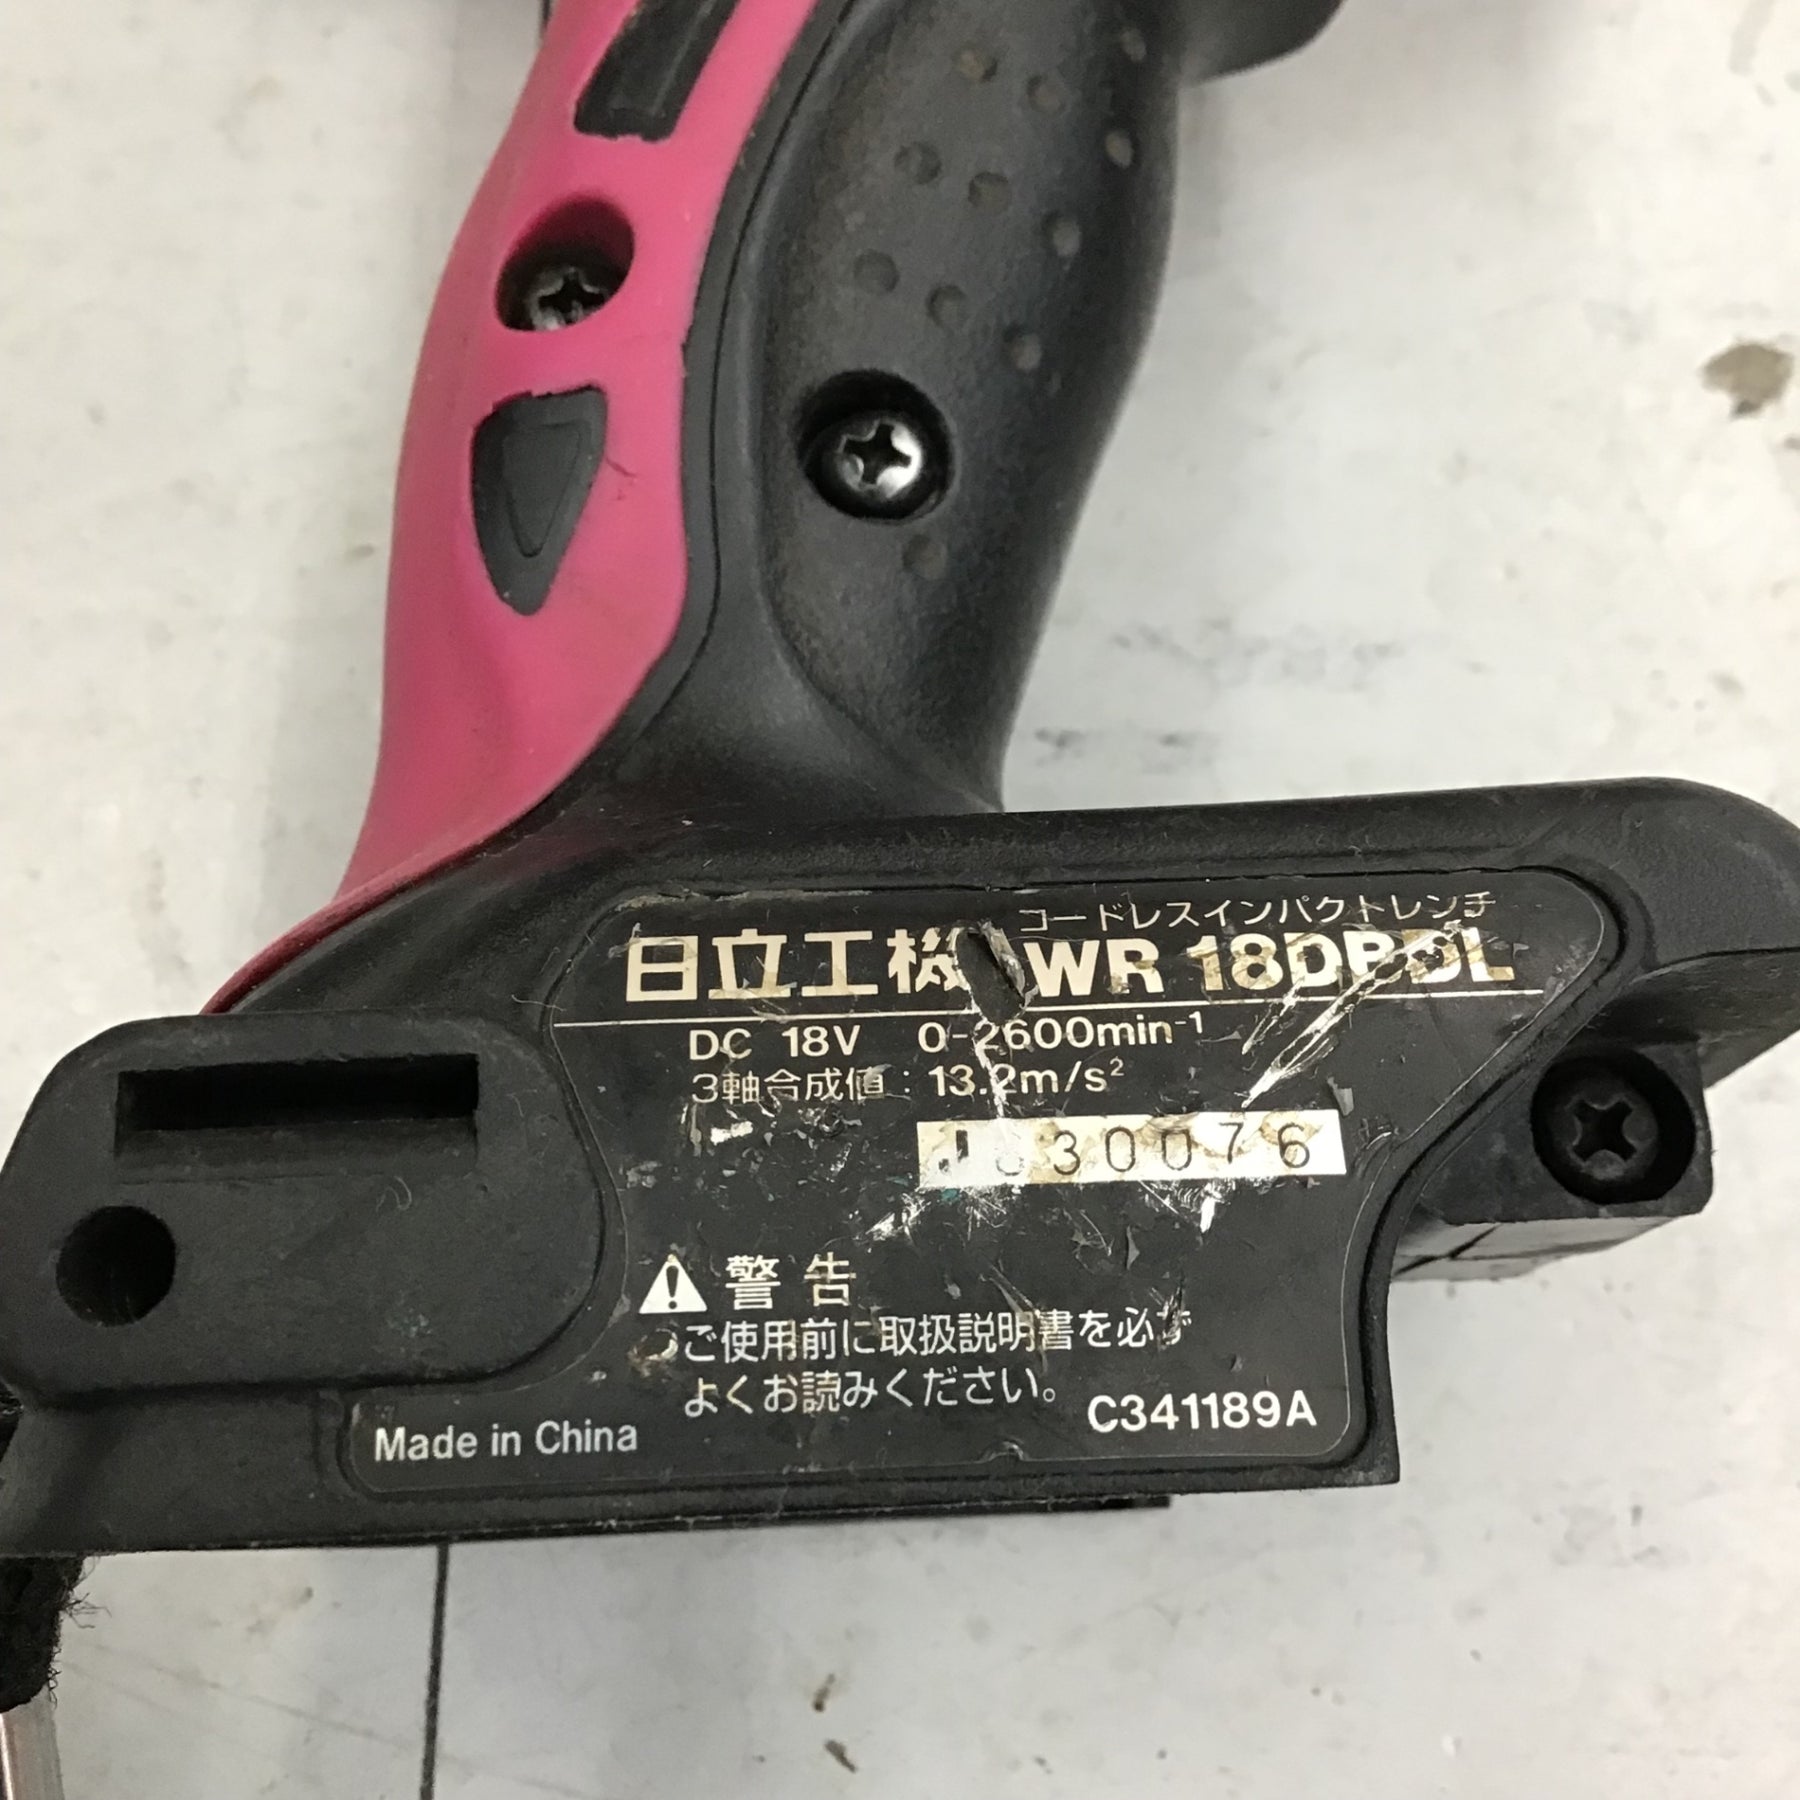 コードレスインパクトレンチ
日立工機 WR 18DBDL
DC 18V 0-2600min⁻¹
3軸合成値：13.2m/s²
警告
ご使用前に取扱説明書を必ず
よくお読みください。
C341189A
Made in China